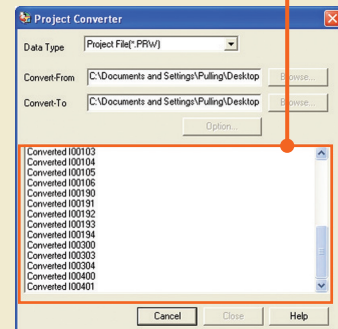 Project Converter
Data Type Project File(*.PRW)
Convert-From C:\Documents and Settings\Pulling\Desktop Browse...
Convert-To C:\Documents and Settings\Pulling\Desktop Browse...
Option...
Converted I00103
Converted I00104
Converted I00105
Converted I00106
Converted I00190
Converted I00191
Converted I00192
Converted I00193
Converted I00194
Converted I00300
Converted I00303
Converted I00304
Converted I00400
Converted I00401
Cancel Close Help